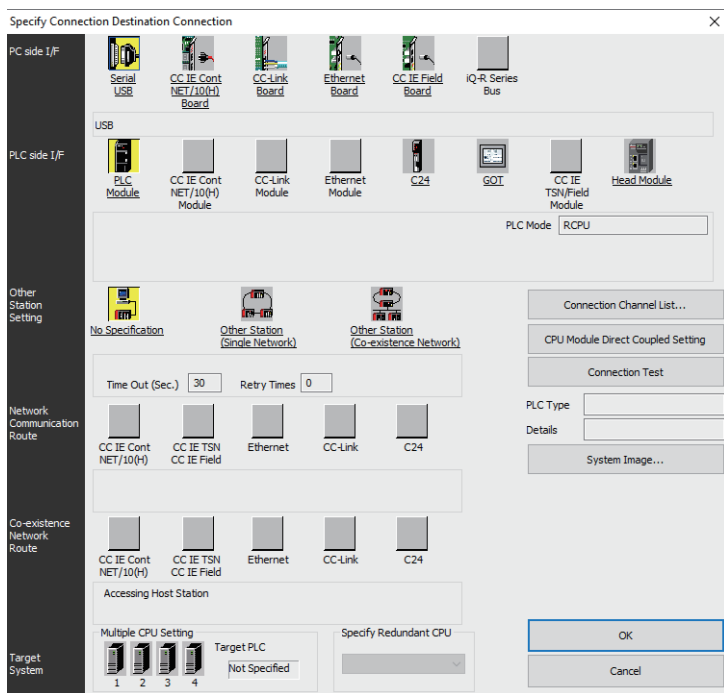 Specify Connection Destination Connection
PC side I/F
Serial
USB
CC IE Cont
NET/10(H)
Board
CC-Link
Board
Ethernet
Board
CC IE Field
Board
iQ-R Series
Bus
USB
PLC side I/F
PLC
Module
CC IE Cont
NET/10(H)
Module
CC-Link
Module
Ethernet
Module
C24
GOT
CC IE
TSN/Field
Module
Head Module
PLC Mode RCPU
Other
Station
Setting
No Specification
Other Station
(Single Network)
Other Station
(Co-existence Network)
Connection Channel List...
CPU Module Direct Coupled Setting
Connection Test
Time Out (Sec.) 30 Retry Times 0
PLC Type
Details
System Image...
Network
Communication
Route
CC IE Cont
NET/10(H)
CC IE TSN
CC IE Field
Ethernet
CC-Link
C24
Co-existence
Network
Route
CC IE Cont
NET/10(H)
CC IE TSN
CC IE Field
Ethernet
CC-Link
C24
Accessing Host Station
Target
System
Multiple CPU Setting
1 2 3 4
Target PLC
Not Specified
Specify Redundant CPU
OK
Cancel